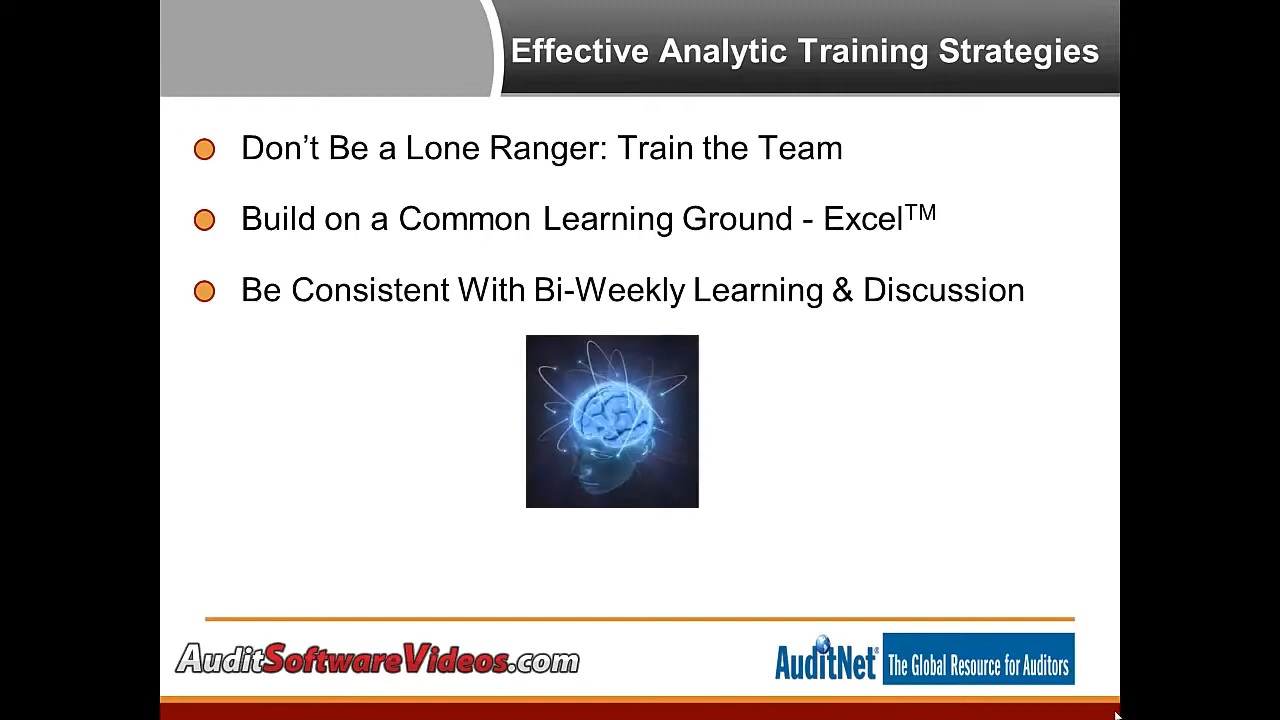 Effective Analytic Training Strategies
Don’t Be a Lone Ranger: Train the Team
Build on a Common Learning Ground - Excel™
Be Consistent With Bi-Weekly Learning & Discussion
AuditSoftwareVideos.com
AuditNet® The Global Resource for Auditors